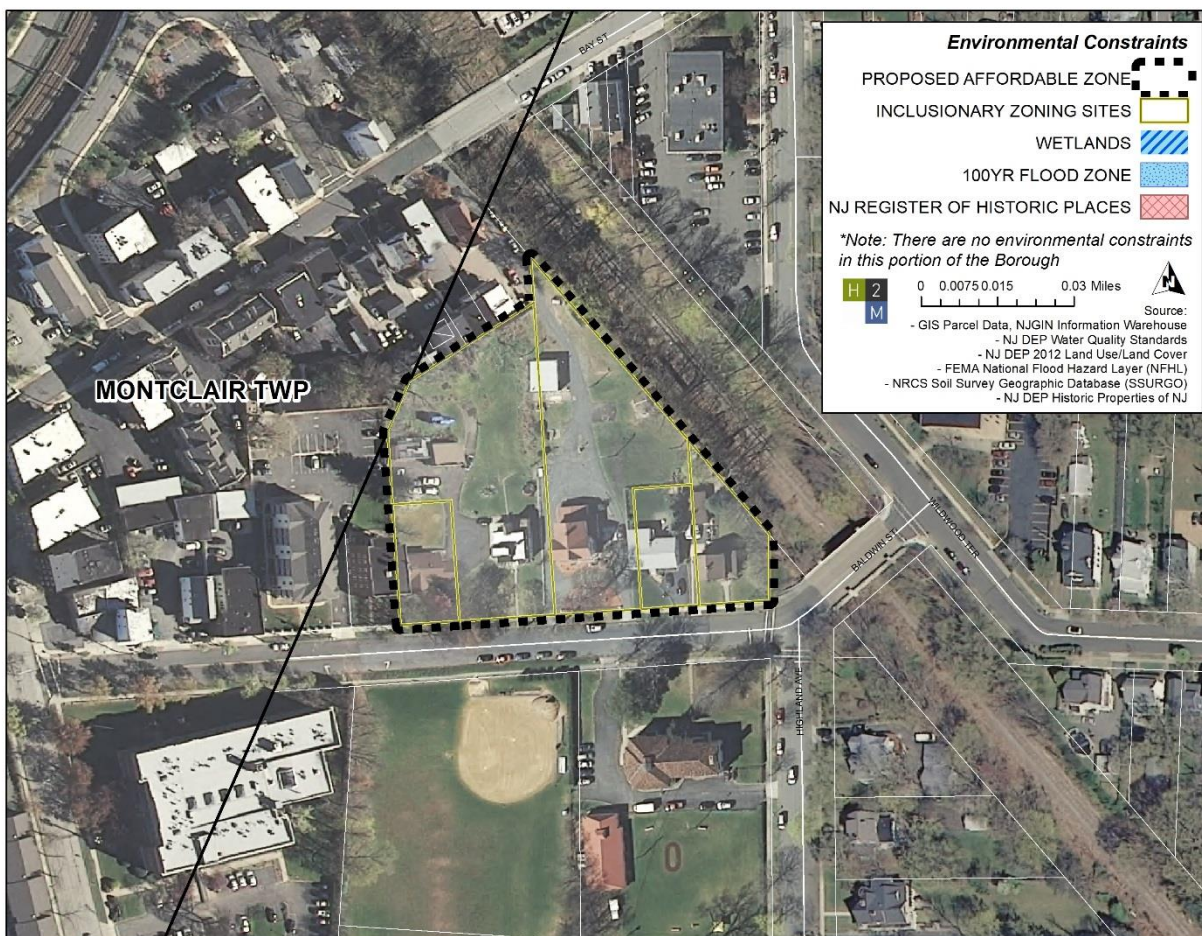 BAY ST
Environmental Constraints
PROPOSED AFFORDABLE ZONE
INCLUSIONARY ZONING SITES
WETLANDS
100YR FLOOD ZONE
NJ REGISTER OF HISTORIC PLACES
*Note: There are no environmental constraints
in this portion of the Borough
H 2
M
0 0.0075 0.015 0.03 Miles
N
Source:
- GIS Parcel Data, NJGIN Information Warehouse
- NJ DEP Water Quality Standards
- NJ DEP 2012 Land Use/Land Cover
- FEMA National Flood Hazard Layer (NFHL)
- NRCS Soil Survey Geographic Database (SSURGO)
- NJ DEP Historic Properties of NJ
MONTCLAIR TWP
WILDWOOD TER
BALDWIN ST
HIGHLAND AVE